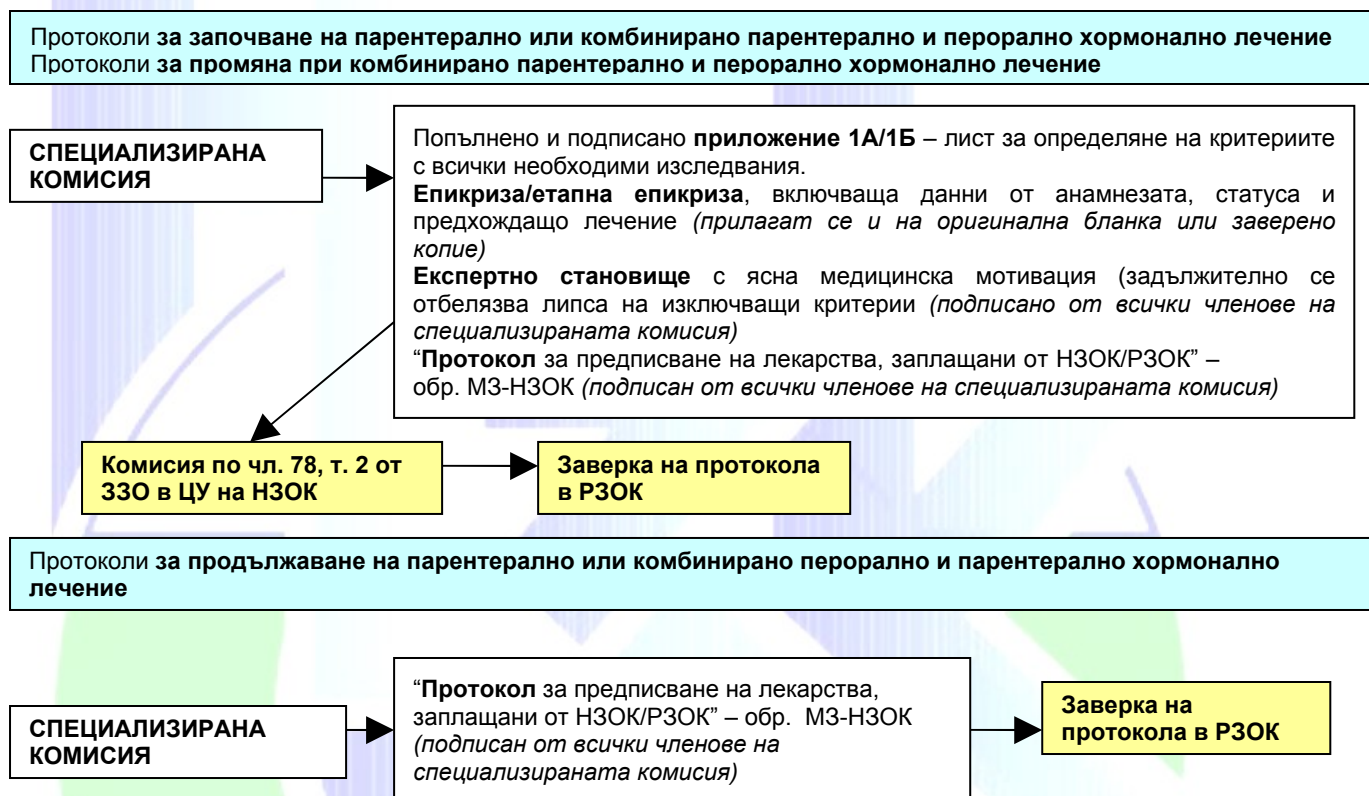 Протоколи за започване на парентерално или комбинирано парентерално и перорално хормонално лечение
Протоколи за промяна при комбинирано парентерално и перорално хормонално лечение
СПЕЦИАЛИЗИРАНА
КОМИСИЯ
Попълнено и подписано приложение 1А/1Б – лист за определяне на критериите
с всички необходими изследвания.
Епикриза/етапна епикриза, включваща данни от анамнезата, статуса и
предхождащо лечение (прилагат се и на оригинална бланка или заверено
копие)
Експертно становище с ясна медицинска мотивация (задължително се
отбелязва липса на изключващи критерии (подписано от всички членове на
специализираната комисия)
“Протокол за предписване на лекарства, заплащани от НЗОК/РЗОК” –
обр. МЗ-НЗОК (подписан от всички членове на специализираната комисия)
Комисия по чл. 78, т. 2 от
ЗЗО в ЦУ на НЗОК
Заверка на протокола
в РЗОК
Протоколи за продължаване на парентерално или комбинирано перорално и парентерално хормонално
лечение
СПЕЦИАЛИЗИРАНА
КОМИСИЯ
“Протокол за предписване на лекарства,
заплащани от НЗОК/РЗОК” – обр. МЗ-НЗОК
(подписан от всички членове на
специализираната комисия)
Заверка на
протокола в РЗОК